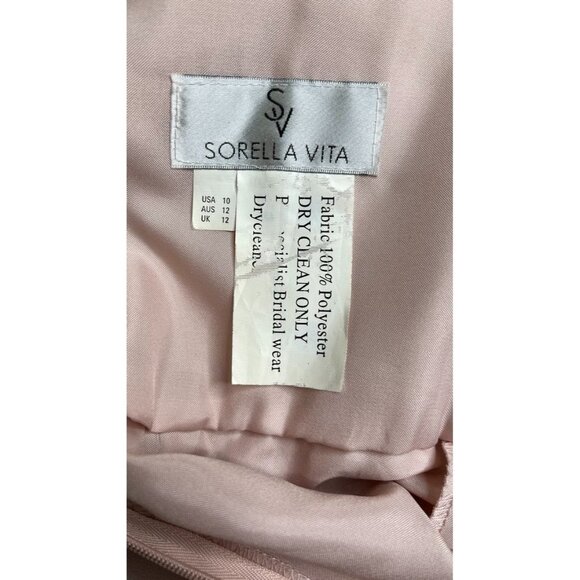 SV
SORELLA VITA
USA 10
AUS 12
UK 12
Fabric 100% Polyester
DRY CLEAN ONLY
Bridal wear